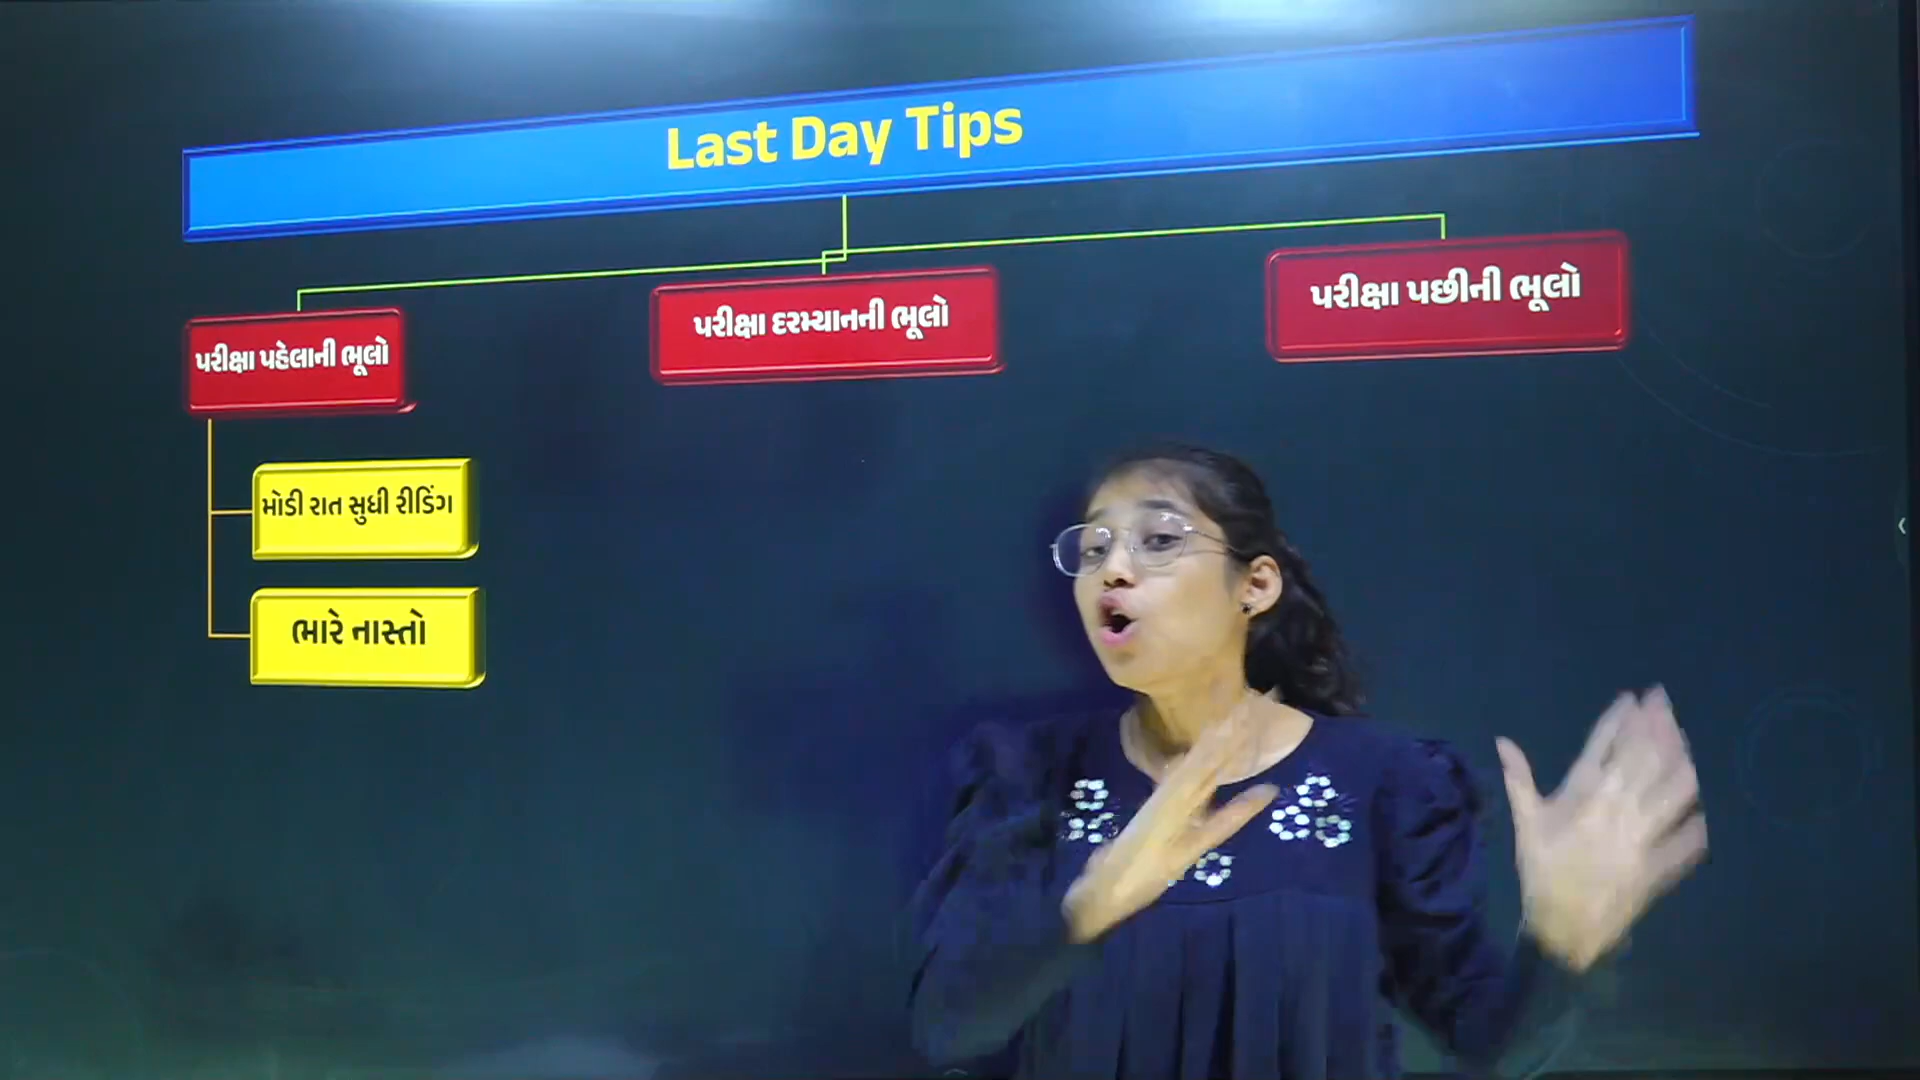 Last Day Tips
પરીક્ષા પહેલાની ભૂલો
પરીક્ષા દરમ્યાનની ભૂલો
પરીક્ષા પછીની ભૂલો
મોડી રાત સુધી રીડિંગ
ભારે નાસ્તો